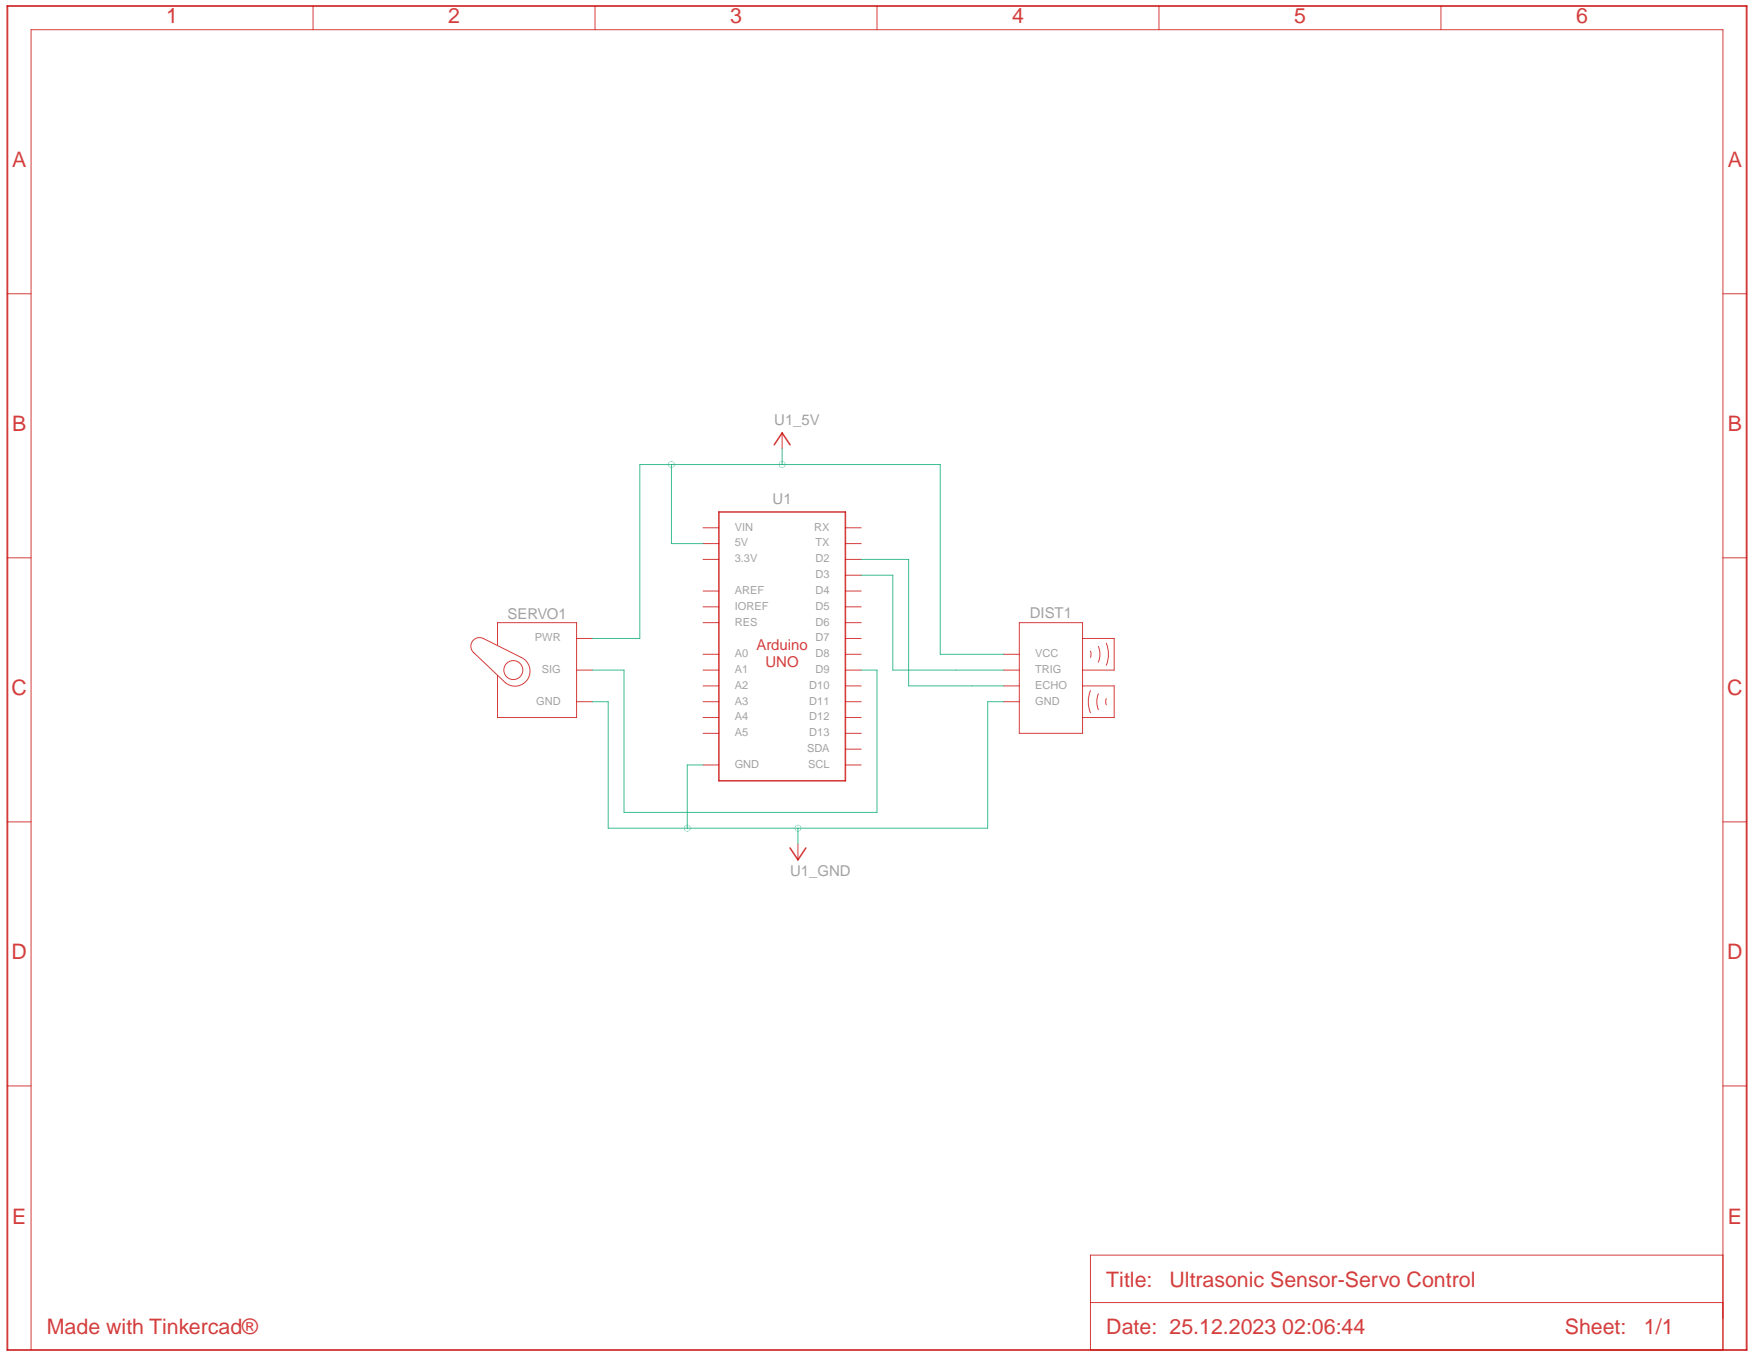 1 2 3 4 5 6
A A
B B
U1_5V
U1
VIN RX
5V TX
3.3V D2
D3
AREF D4
IOREF D5
RES D6
D7
A0 D8
A1 D9
A2 D10
A3 D11
A4 D12
A5 D13
SDA
GND SCL
Arduino
UNO
SERVO1
PWR
SIG
GND
DIST1
VCC
TRIG
ECHO
GND
C C
U1_GND
D D
E E
Title: Ultrasonic Sensor-Servo Control
Made with Tinkercad®
Date: 25.12.2023 02:06:44 Sheet: 1/1